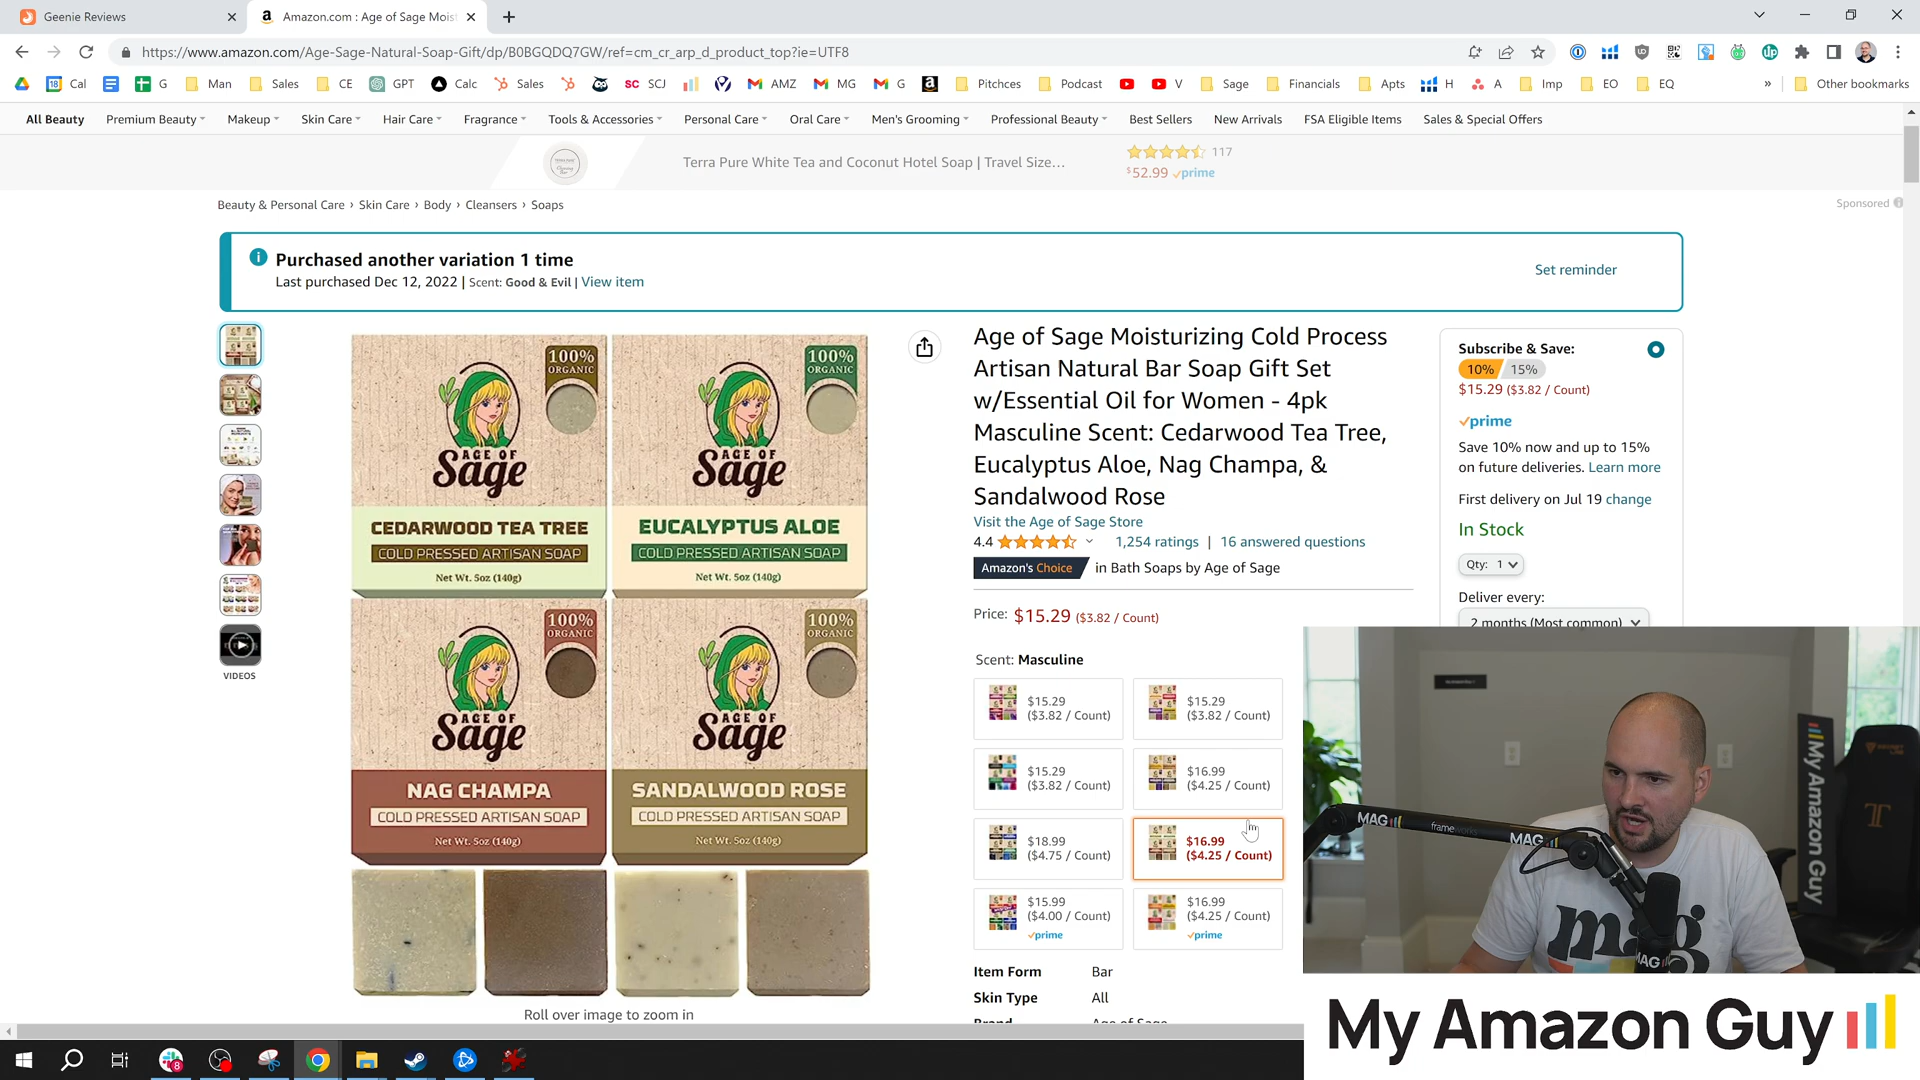 Geenie Reviews
Amazon.com : Age of Sage Mois
https://www.amazon.com/Age-Sage-Natural-Soap-Gift/dp/B0BGQDQ7GW/ref=cm_cr_arp_d_product_top?ie=UTF8
Cal G Man Sales CE GPT Calc Sales SC SCJ AMZ MG G Pitchces Podcast V Sage Financials Apts H A Imp EO EQ » Other bookmarks
All Beauty Premium Beauty Makeup Skin Care Hair Care Fragrance Tools & Accessories Personal Care Oral Care Men's Grooming Professional Beauty Best Sellers New Arrivals FSA Eligible Items Sales & Special Offers
Terra Pure White Tea and Coconut Hotel Soap | Travel Size…
117
$52.99 prime
Sponsored
Beauty & Personal Care › Skin Care › Body › Cleansers › Soaps
Purchased another variation 1 time
Last purchased Dec 12, 2022 | Scent: Good & Evil | View item
Set reminder
VIDEOS
100% ORGANIC
AGE OF
Sage
CEDARWOOD TEA TREE
COLD PRESSED ARTISAN SOAP
Net Wt. 5oz (140g)
100% ORGANIC
AGE OF
Sage
EUCALYPTUS ALOE
COLD PRESSED ARTISAN SOAP
Net Wt. 5oz (140g)
100% ORGANIC
AGE OF
Sage
NAG CHAMPA
COLD PRESSED ARTISAN SOAP
Net Wt. 5oz (140g)
100% ORGANIC
AGE OF
Sage
SANDALWOOD ROSE
COLD PRESSED ARTISAN SOAP
Net Wt. 5oz (140g)
Roll over image to zoom in
Age of Sage Moisturizing Cold Process
Artisan Natural Bar Soap Gift Set
w/Essential Oil for Women - 4pk
Masculine Scent: Cedarwood Tea Tree,
Eucalyptus Aloe, Nag Champa, &
Sandalwood Rose
Visit the Age of Sage Store
4.4 1,254 ratings | 16 answered questions
Amazon's Choice in Bath Soaps by Age of Sage
Price: $15.29 ($3.82 / Count)
Scent: Masculine
$15.29
($3.82 / Count)
$15.29
($3.82 / Count)
$15.29
($3.82 / Count)
$16.99
($4.25 / Count)
$18.99
($4.75 / Count)
$16.99
($4.25 / Count)
$15.99
($4.00 / Count)
prime
$16.99
($4.25 / Count)
prime
Item Form Bar
Skin Type All
Brand Age of Sage
Subscribe & Save:
10% 15%
$15.29 ($3.82 / Count)
prime
Save 10% now and up to 15%
on future deliveries. Learn more
First delivery on Jul 19 change
In Stock
Qty: 1
Deliver every:
2 months (Most common)
MAG
frameworks
MAG
mag
MAG
My Amazon Guy
My Amazon Guy
8